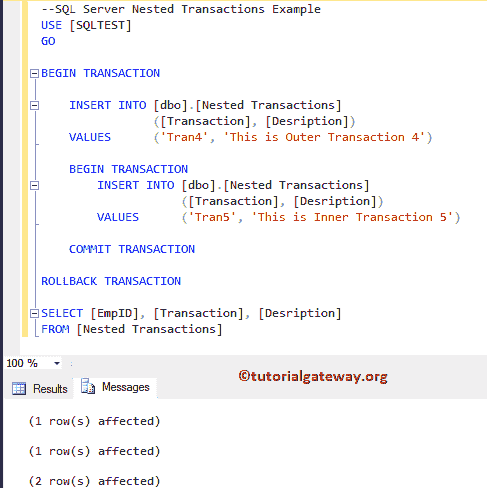 --SQL Server Nested Transactions Example
USE [SQLTEST]
GO
BEGIN TRANSACTION
INSERT INTO [dbo].[Nested Transactions]
([Transaction], [Desription])
VALUES ('Tran4', 'This is Outer Transaction 4')
BEGIN TRANSACTION
INSERT INTO [dbo].[Nested Transactions]
([Transaction], [Desription])
VALUES ('Tran5', 'This is Inner Transaction 5')
COMMIT TRANSACTION
ROLLBACK TRANSACTION
SELECT [EmpID], [Transaction], [Desription]
FROM [Nested Transactions]
100 %
©tutorialgateway.org
Results Messages
(1 row(s) affected)
(1 row(s) affected)
(2 row(s) affected)